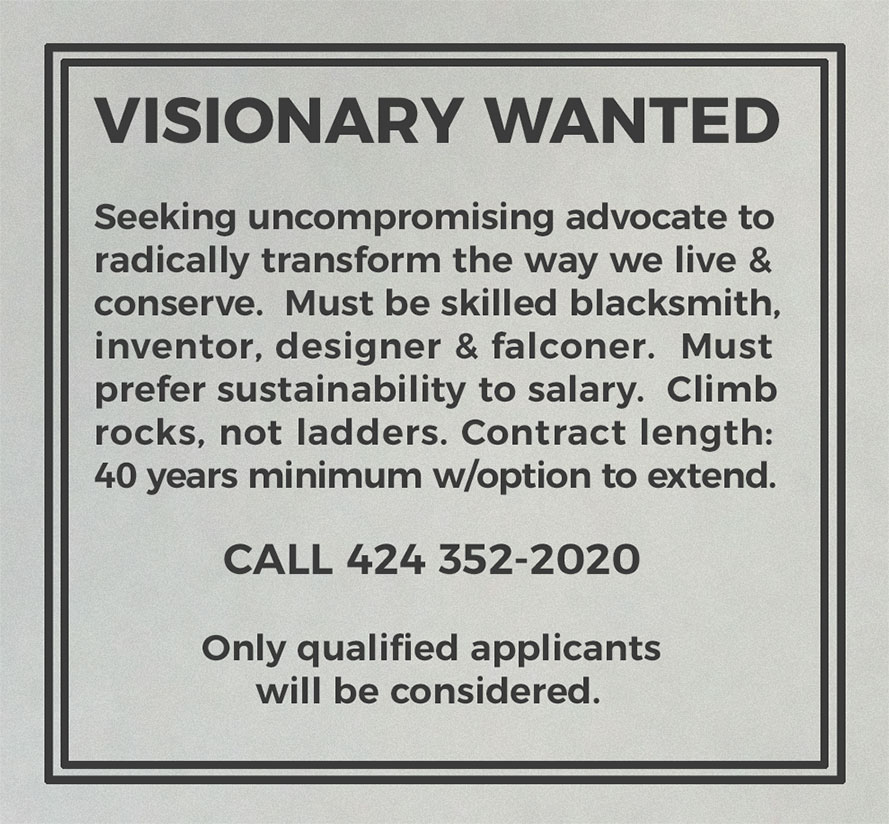 VISIONARY WANTED
Seeking uncompromising advocate to
radically transform the way we live &
conserve.  Must be skilled blacksmith,
inventor, designer & falconer.  Must
prefer sustainability to salary.  Climb
rocks, not ladders. Contract length:
40 years minimum w/option to extend.
CALL 424 352-2020
Only qualified applicants
will be considered.